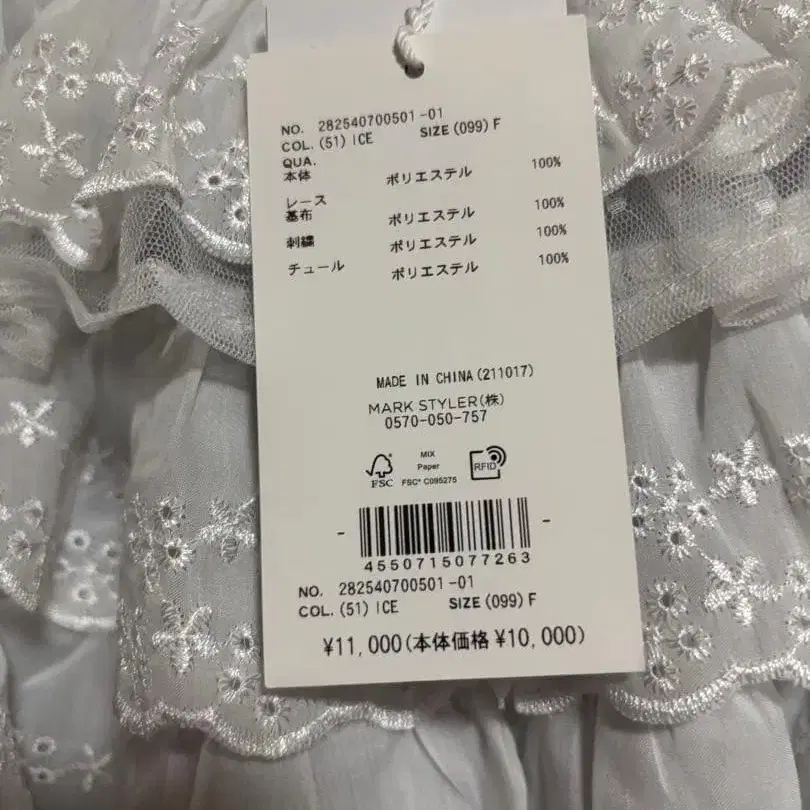 NO. 282540700501-01
COL. (51) ICE SIZE (099) F
QUA.
本体 ポリエステル 100%
レース
基布 ポリエステル 100%
刺繍 ポリエステル 100%
チュール ポリエステル 100%
MADE IN CHINA (211017)
MARK STYLER(株)
0570-050-757
FSC
MIX
Paper
FSC® C095275
RFID
4550715077263
NO. 282540700501-01
COL. (51) ICE SIZE (099) F
¥11,000(本体価格 ¥10,000)